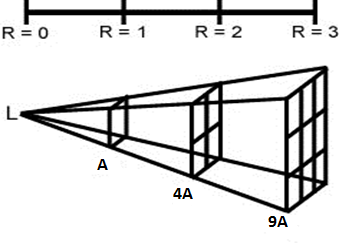 R = 0 R = 1 R = 2 R = 3
L
A
4A
9A